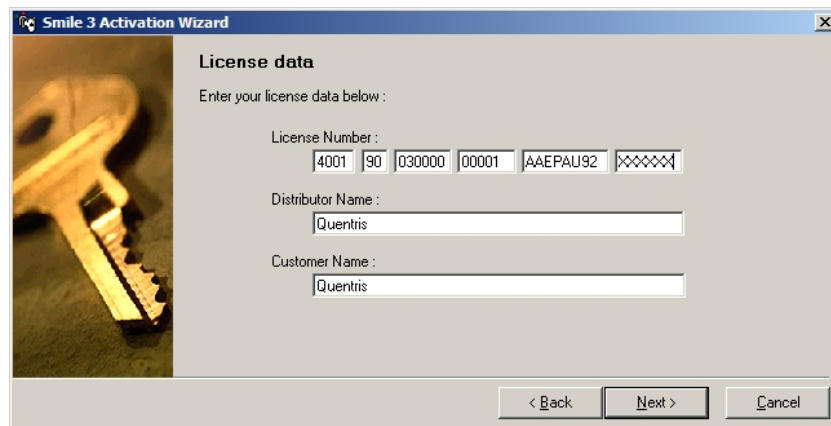 Smile 3 Activation Wizard
License data
Enter your license data below :
License Number :
4001 90 030000 00001 AAEPAU92 XXXXXX
Distributor Name :
Quentris
Customer Name :
Quentris
< Back Next > Cancel